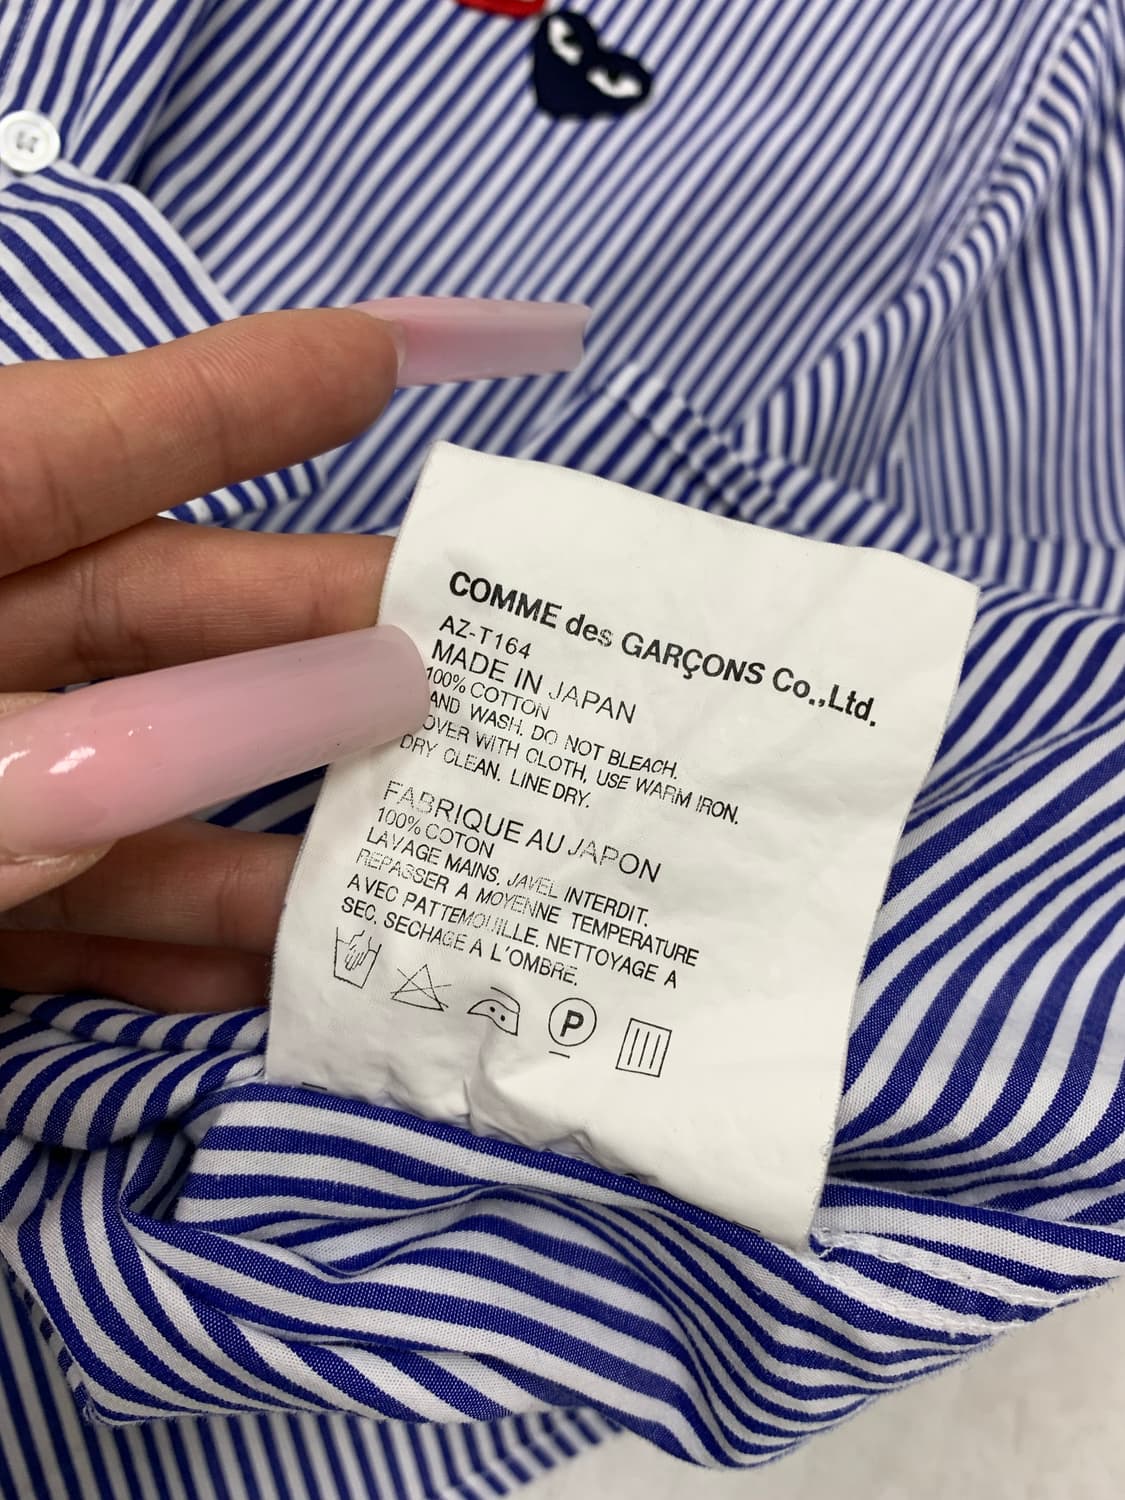 COMME des GARÇONS Co.,Ltd.
AZ-T164
MADE IN JAPAN
100% COTTON
AND WASH. DO NOT BLEACH.
OVER WITH CLOTH, USE WARM IRON.
DRY CLEAN. LINE DRY.
FABRIQUE AU JAPON
100% COTON
LAVAGE MAINS. JAVEL INTERDIT.
REPASSER A MOYENNE TEMPERATURE
AVEC PATTEMOUILLE. NETTOYAGE A
SEC. SECHAGE A L'OMBRE.
P